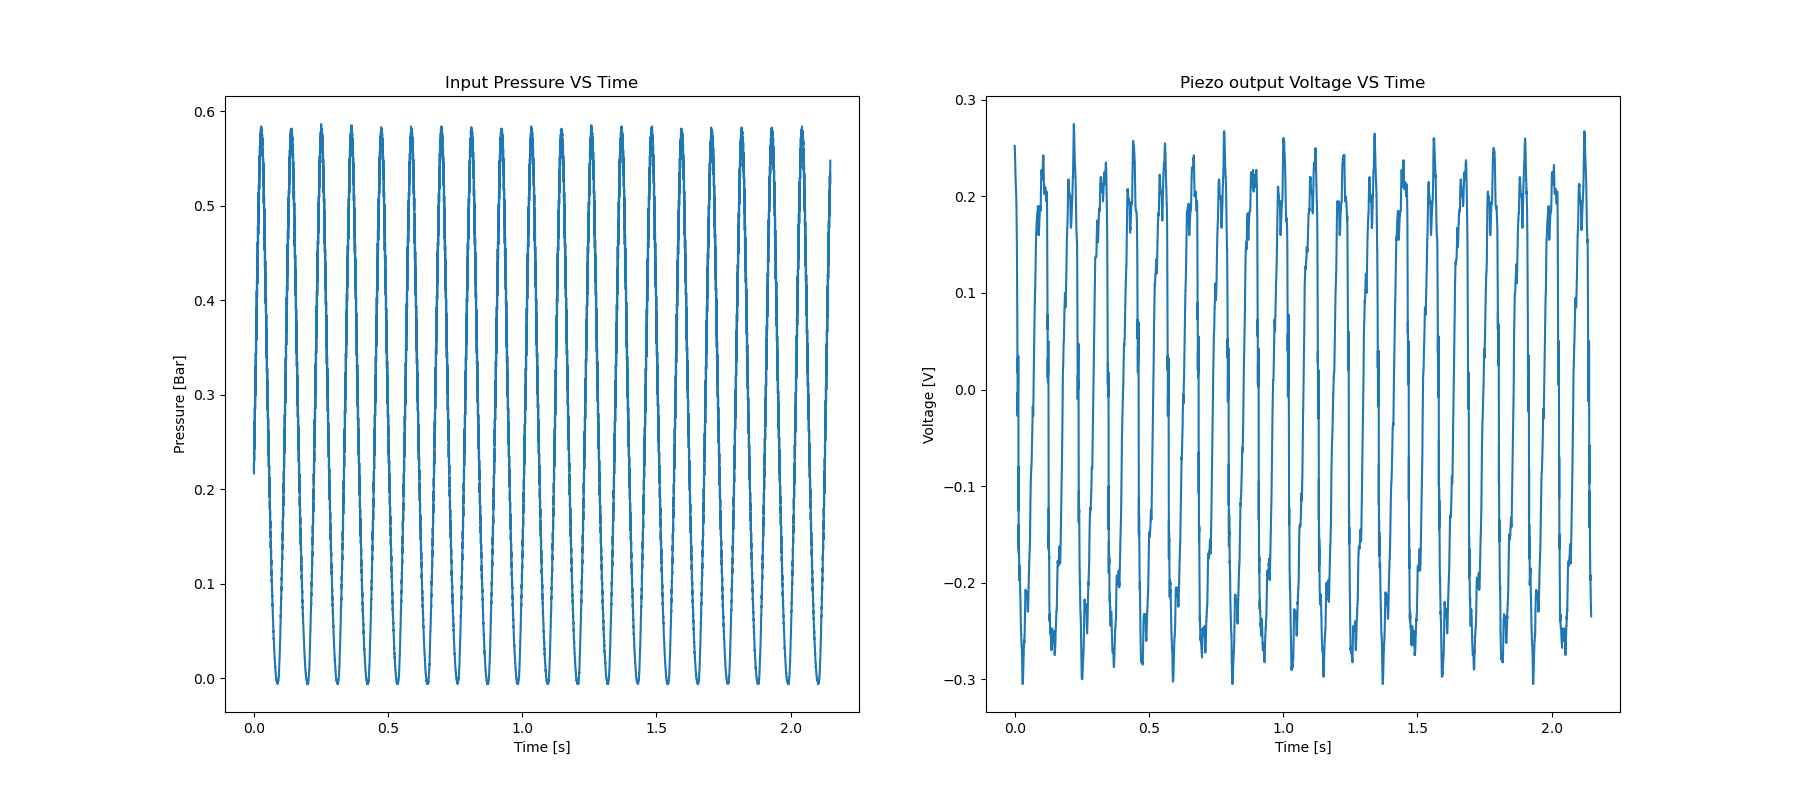 Input Pressure VS Time
0.6
0.5
0.4
0.3
0.2
0.1
0.0
Pressure [Bar]
0.0 0.5 1.0 1.5 2.0
Time [s]
Piezo output Voltage VS Time
0.3
0.2
0.1
0.0
−0.1
−0.2
−0.3
Voltage [V]
0.0 0.5 1.0 1.5 2.0
Time [s]